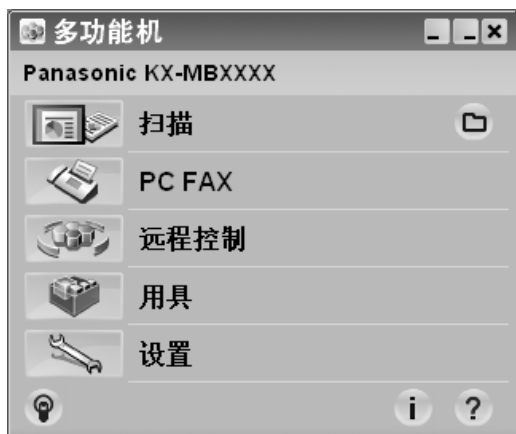 多功能机
Panasonic KX-MBXXXX
扫描
PC FAX
远程控制
用具
设置
i ?